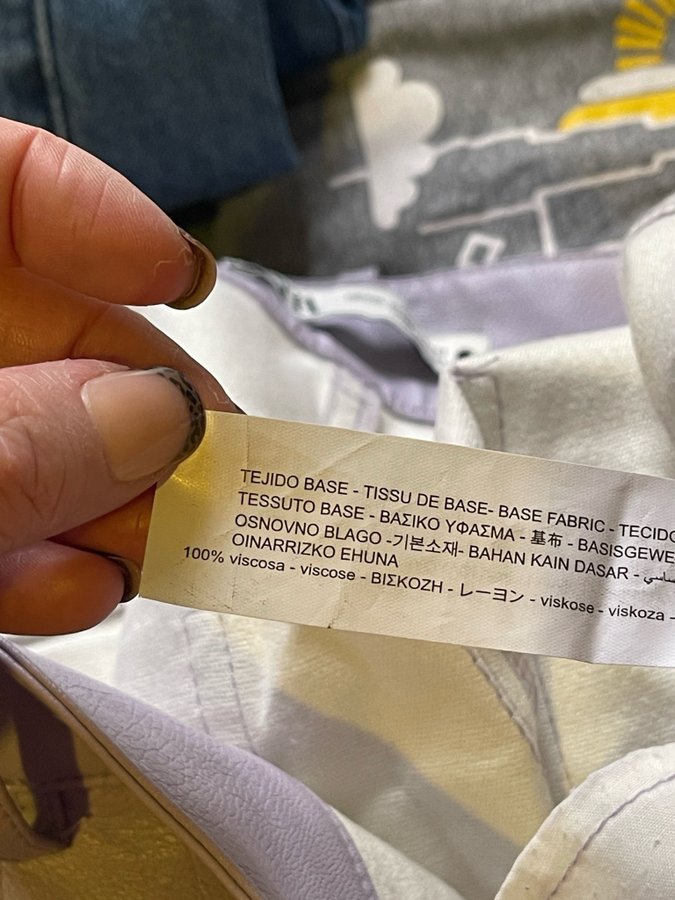 TEJIDO BASE - TISSU DE BASE- BASE FABRIC - TECIDO
TESSUTO BASE - ΒΑΣΙΚΟ ΥΦΑΣΜΑ - 基布 - BASISGEWE
OSNOVNO BLAGO -기본소재- BAHAN KAIN DASAR -
OINARRIZKO EHUNA
100% viscosa - viscose - ΒΙΣΚΟΖΗ - レーヨン - viskose - viskoza -